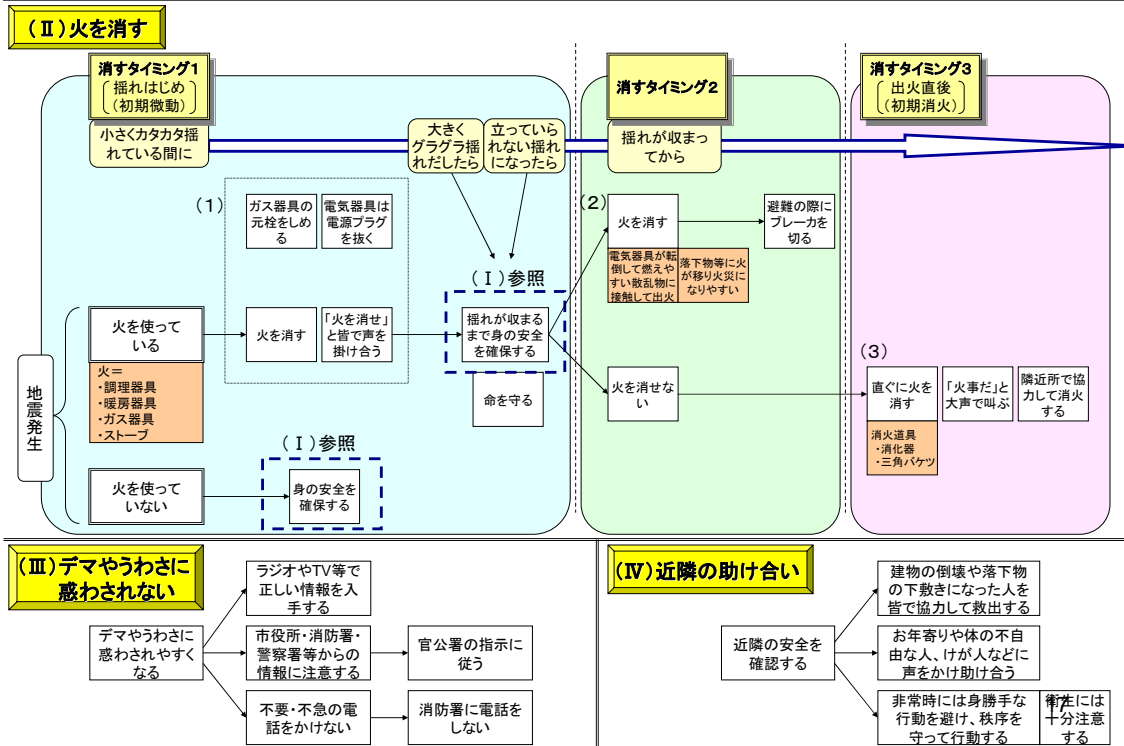 (Ⅱ)火を消す
消すタイミング1
揺れはじめ
(初期微動)
小さくカタカタ揺
れている間に
大きく
グラグラ揺
れだしたら
立っていら
れない揺れ
になったら
消すタイミング2
揺れが収まっ
てから
消すタイミング3
出火直後
(初期消火)
(1)
ガス器具の
元栓をしめ
る
電気器具は
電源プラグ
を抜く
火を消す
「火を消せ」
と皆で声を
掛け合う
地震発生
火を使って
いる
火=
・調理器具
・暖房器具
・ガス器具
・ストーブ
火を使って
いない
(Ⅰ)参照
身の安全を
確保する
(Ⅰ)参照
揺れが収まる
まで身の安全
を確保する
命を守る
(2)
火を消す
電気器具が転
倒して燃えや
すい散乱物に
接触して出火
落下物等に火
が移り火災に
なりやすい
避難の際に
ブレーカを
切る
火を消せな
い
(3)
直ぐに火を
消す
「火事だ」と
大声で叫ぶ
隣近所で協
力して消火
する
消火道具
・消化器
・三角バケツ
(Ⅲ)デマやうわさに
惑わされない
デマやうわさに
惑わされやすく
なる
ラジオやTV等で
正しい情報を入
手する
市役所・消防署・
警察署等からの
情報に注意する
官公署の指示に
従う
不要・不急の電
話をかけない
消防署に電話を
しない
(Ⅳ)近隣の助け合い
近隣の安全を
確認する
建物の倒壊や落下物
の下敷きになった人を
皆で協力して救出する
お年寄りや体の不自
由な人、けが人などに
声をかけ助け合う
非常時には身勝手な
行動を避け、秩序を
守って行動する
衛生には
十分注意
する
17